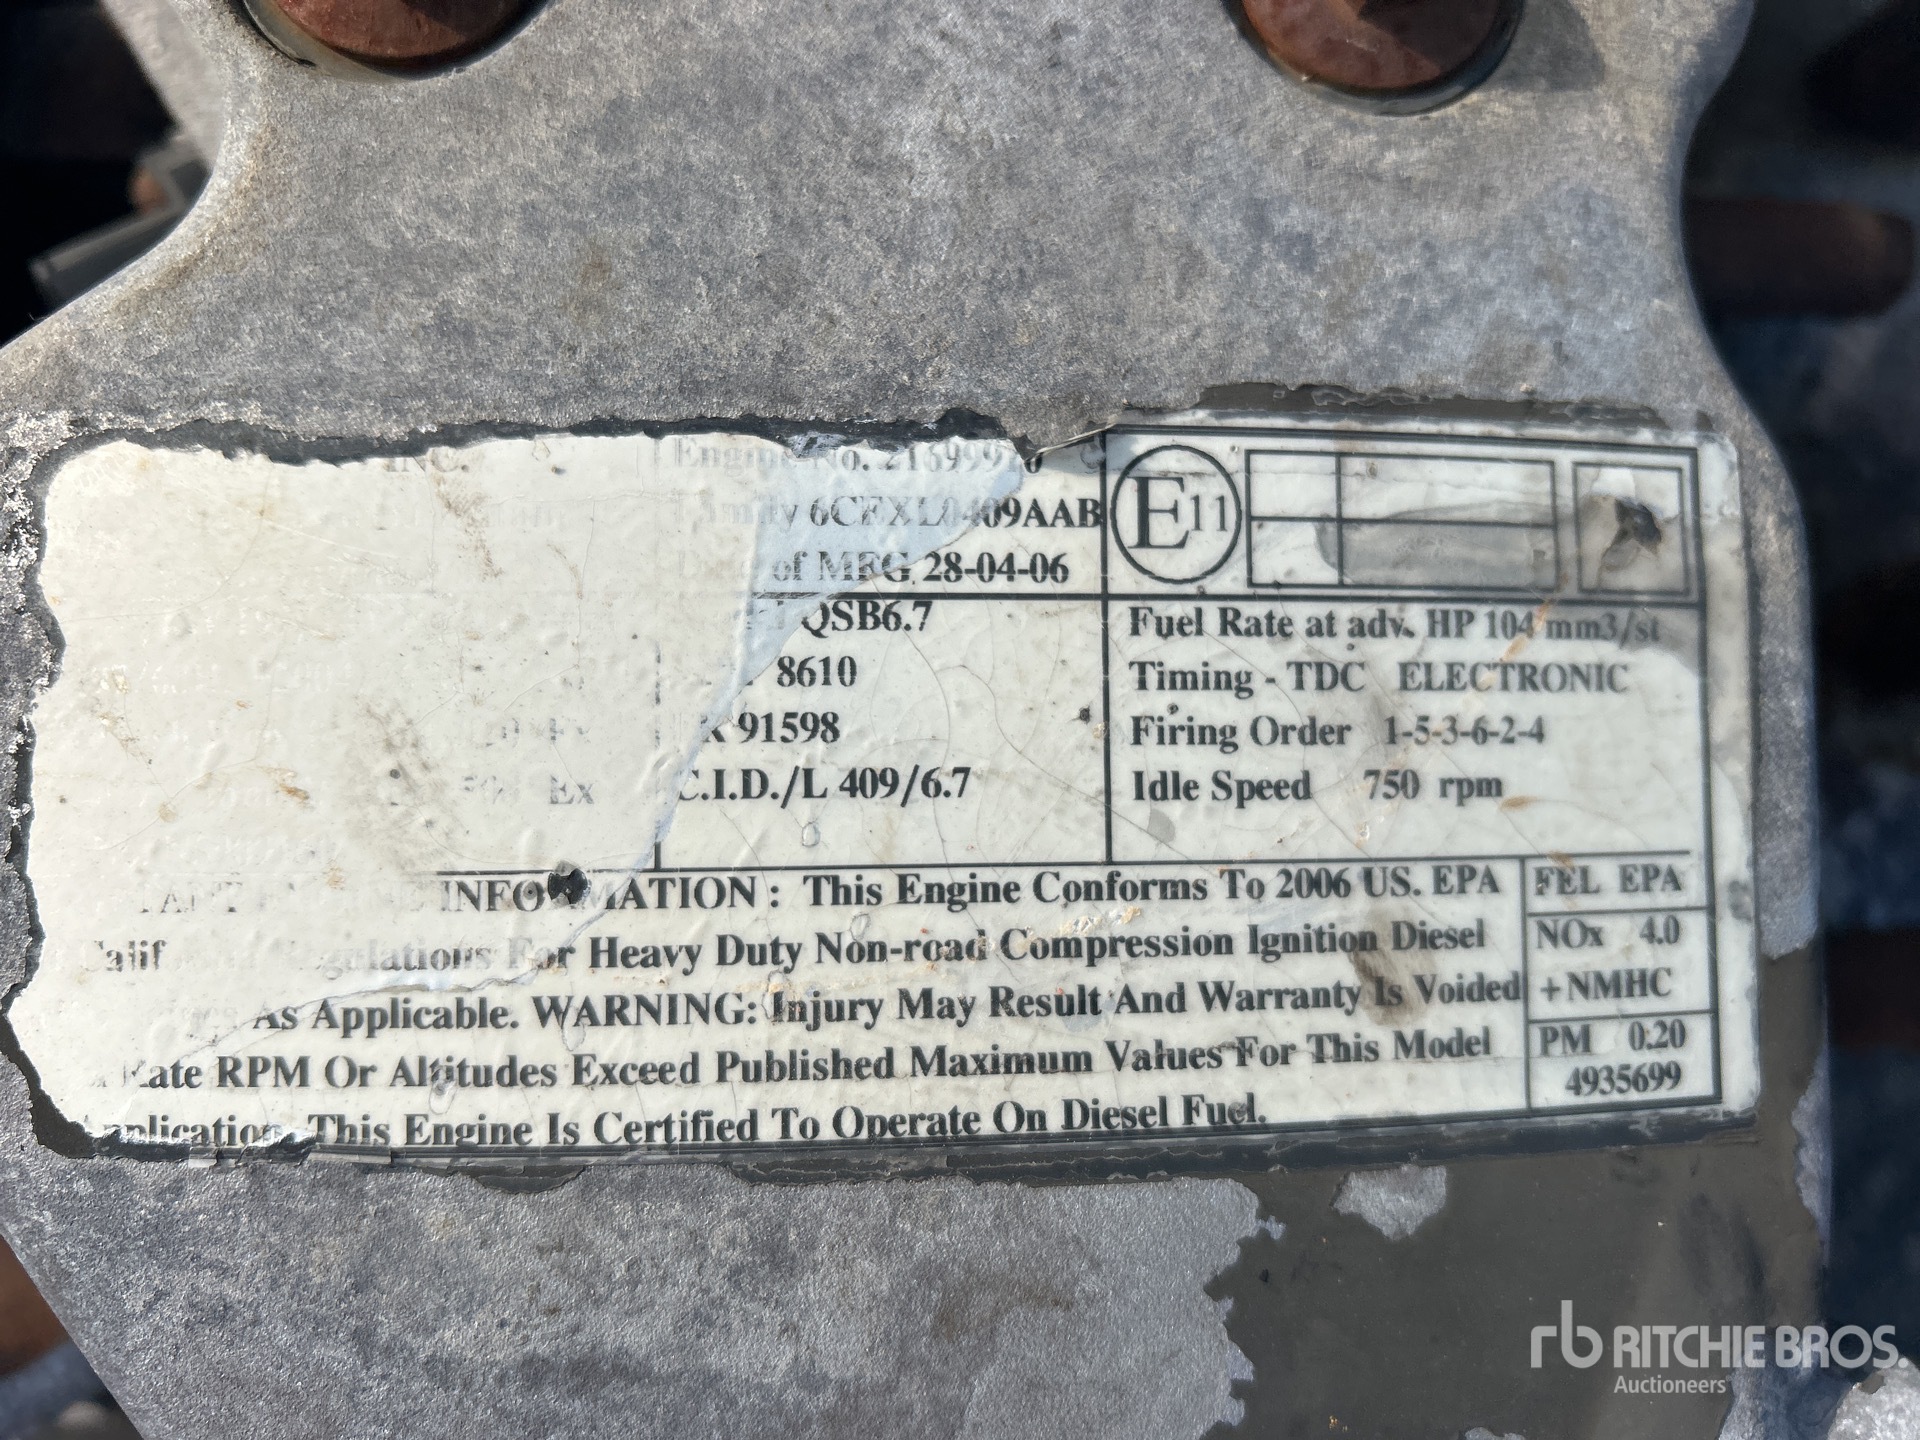 INC. Engine No. 21699910
Family 6CEXL0409AAB
of MFG. 28-04-06
E11
QSB6.7
8610
91598
Ex C.I.D./L 409/6.7
Fuel Rate at adv. HP 104 mm3/st
Timing - TDC ELECTRONIC
Firing Order 1-5-3-6-2-4
Idle Speed 750 rpm
INFORMATION : This Engine Conforms To 2006 US. EPA
Regulations For Heavy Duty Non-road Compression Ignition Diesel
As Applicable. WARNING: Injury May Result And Warranty Is Voided
Rate RPM Or Altitudes Exceed Published Maximum Values For This Model
Application. This Engine Is Certified To Operate On Diesel Fuel.
FEL EPA
NOx 4.0
+NMHC
PM 0.20
4935699
rb RITCHIE BROS.
Auctioneers